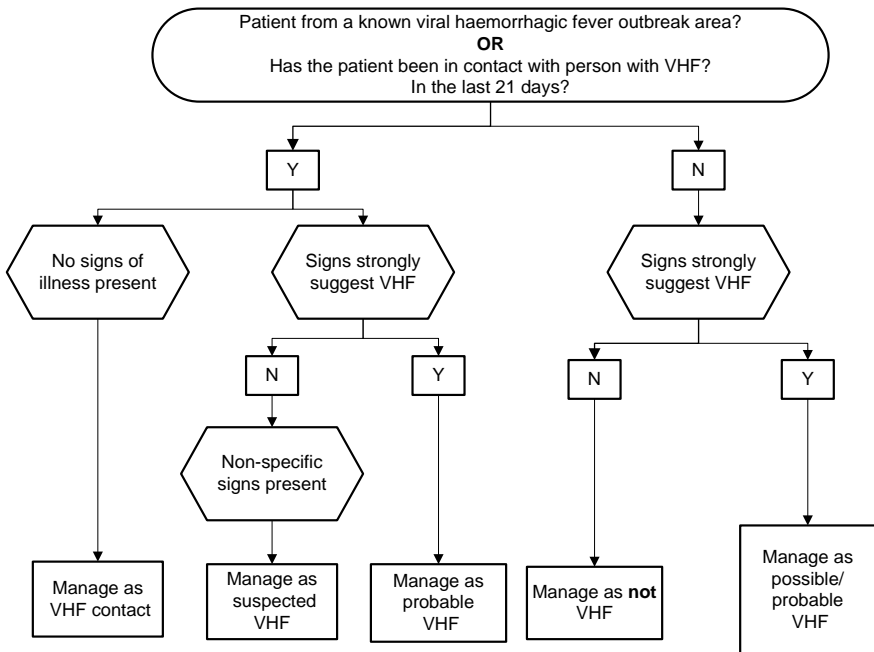 Patient from a known viral haemorrhagic fever outbreak area?
OR
Has the patient been in contact with person with VHF?
In the last 21 days?
Y
N
No signs of
illness present
Signs strongly
suggest VHF
Signs strongly
suggest VHF
N
Y
N
Y
Non-specific
signs present
Manage as
VHF contact
Manage as
suspected
VHF
Manage as
probable
VHF
Manage as not
VHF
Manage as
possible/
probable
VHF